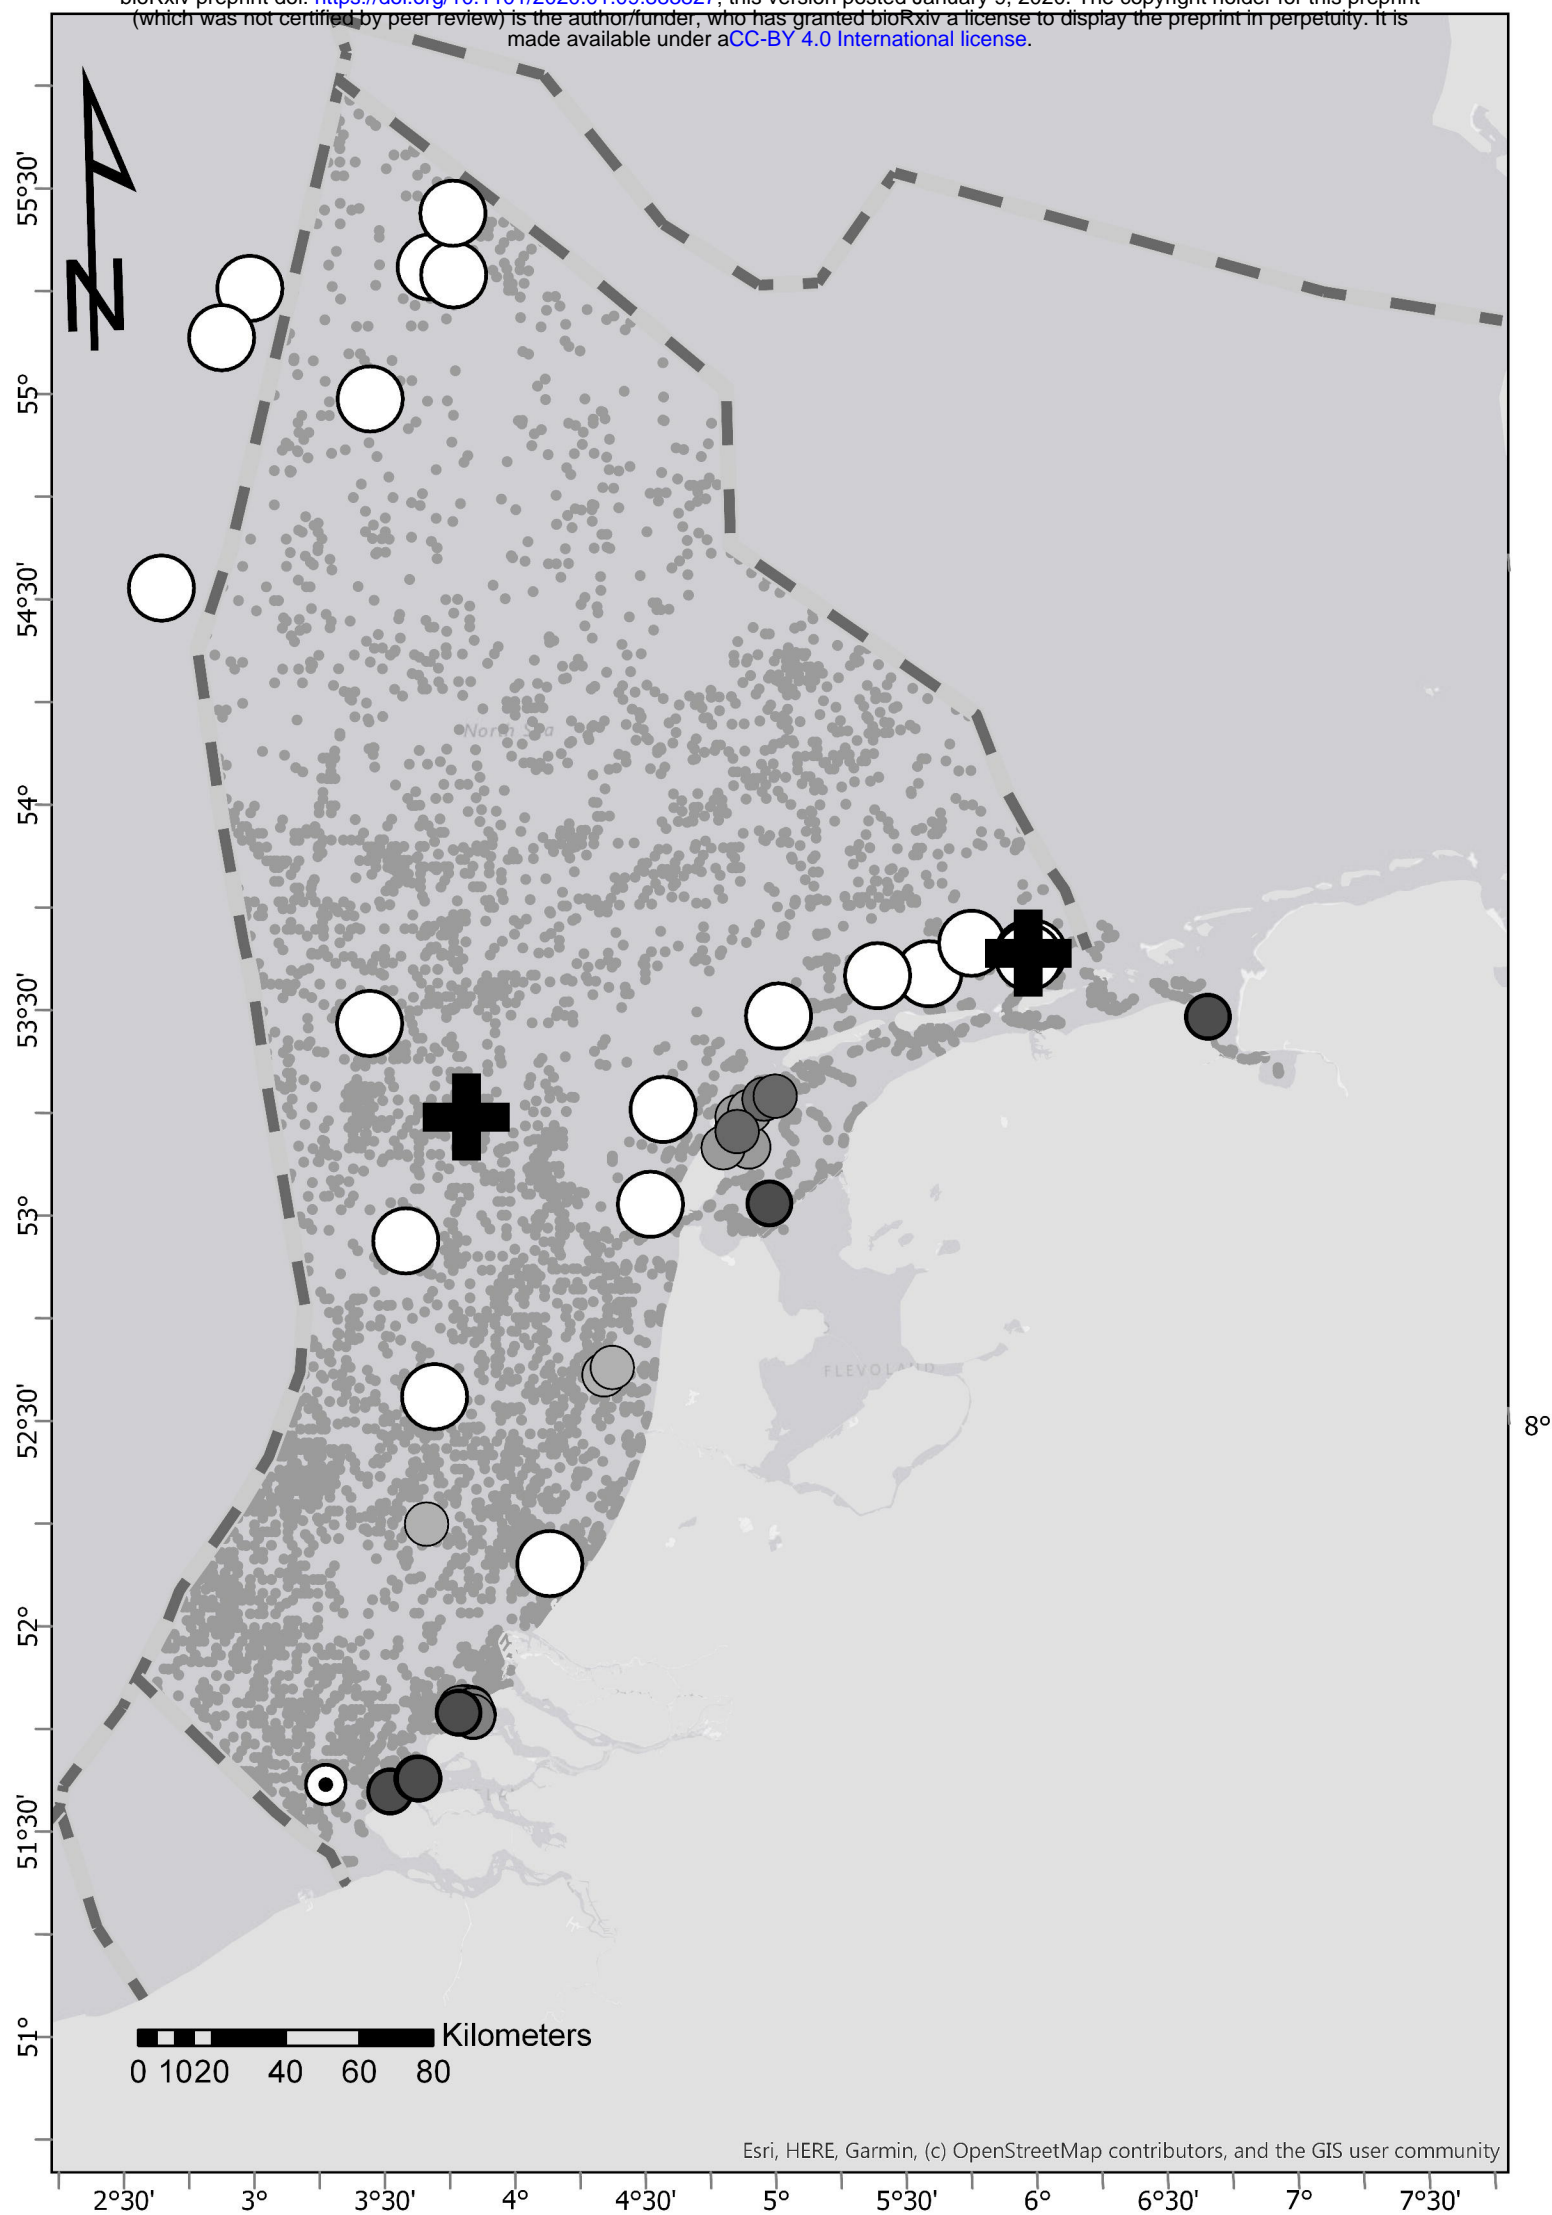 (which was not certified by peer review) is the author/funder, who has granted bioRxiv a license to display the preprint in perpetuity. It is
made available under aCC-BY 4.0 International license.
N
55°30'
55°
54°30'
54°
53°30'
53°
52°30'
52°
51°30'
51°
8°
North Sea
FLEVOLAND
Kilometers
0 10 20 40 60 80
Esri, HERE, Garmin, (c) OpenStreetMap contributors, and the GIS user community
2°30' 3° 3°30' 4° 4°30' 5° 5°30' 6° 6°30' 7° 7°30'